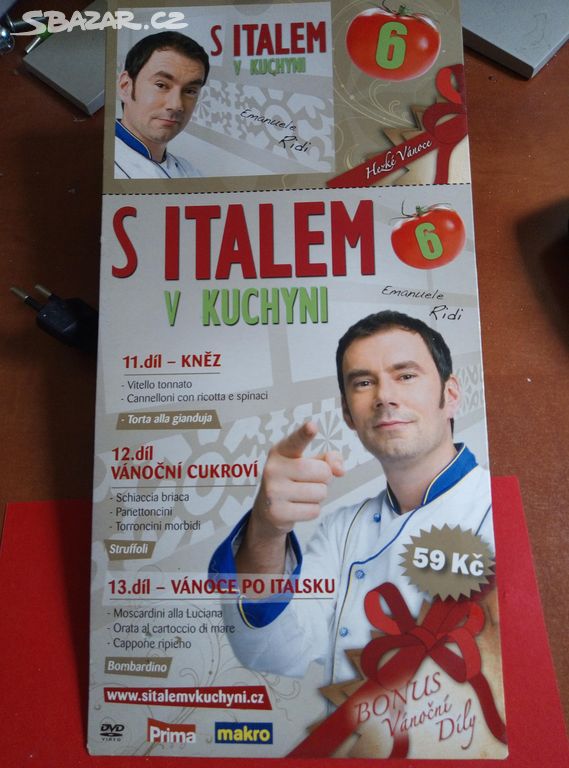 SBAZAR.CZ
S ITALEM
V KUCHYNI
6
Emanuele
Ridi
Hezké Vánoce
S ITALEM
V KUCHYNI
6
Emanuele
Ridi
11.díl – KNĚZ
- Vitello tonnato
- Cannelloni con ricotta e spinaci
- Torta alla gianduja
12.díl
VÁNOČNÍ CUKROVÍ
- Schiaccia briaca
- Panettoncini
- Torroncini morbidi
Struffoli
59 Kč
13.díl – VÁNOCE PO ITALSKU
- Moscardini alla Luciana
- Orata al cartoccio di mare
- Cappone ripieno
Bombardino
www.sitalemvkuchyni.cz
BONUS
Vánoční
Díly
DVD
VIDEO
Prima
makro